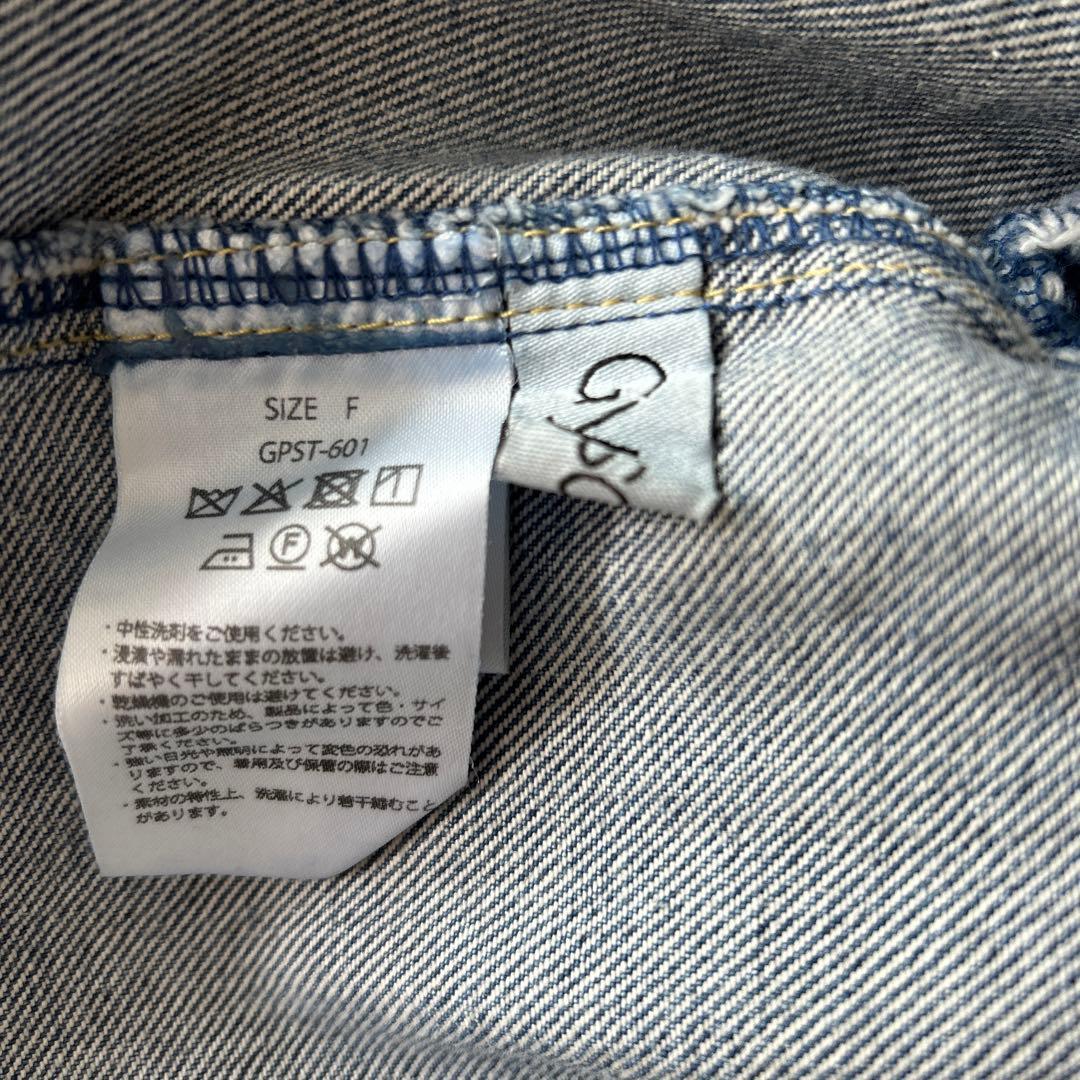 SIZE F
GPST-601
F
W
・中性洗剤をご使用ください。
・浸漬や濡れたままの放置は避け、洗濯後
すばやく干してください。
・乾燥機のご使用は避けてください。
・洗い加工のため、製品によって色・サイ
ズ等に多少のばらつきがありますのでご
了承ください。
・強い日光や照明によって変色の恐れがあ
りますので、着用及び保管の際はご注意
ください。
・素材の特性上、洗濯により若干縮むこと
があります。